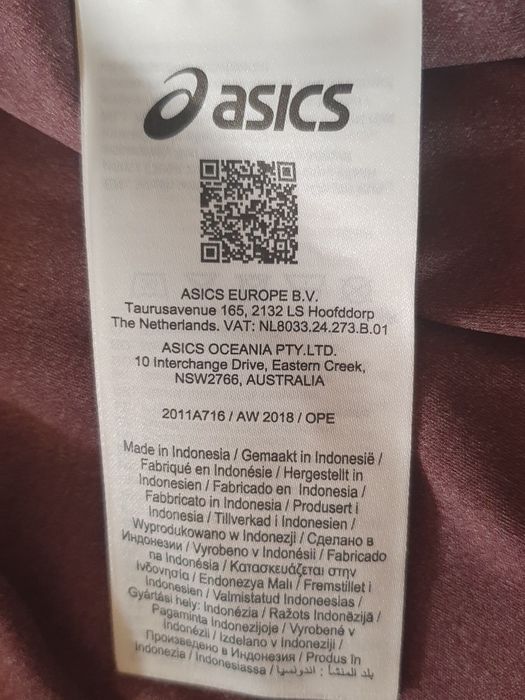 asics
ASICS EUROPE B.V.
Taurusavenue 165, 2132 LS Hoofddorp
The Netherlands. VAT: NL8033.24.273.B.01
ASICS OCEANIA PTY.LTD.
10 Interchange Drive, Eastern Creek,
NSW2766, AUSTRALIA
2011A716 / AW 2018 / OPE
Made in Indonesia / Gemaakt in Indonesië /
Fabriqué en Indonésie / Hergestellt in
Indonesien / Fabricado en Indonesia /
Fabbricato in Indonesia / Produsert i
Indonesia / Tillverkad i Indonesien /
Wyprodukowano w Indonezji / Сделано в
Индонезии / Vyrobeno v Indonésii / Fabricado
na Indonésia / Κατασκευάζεται στην
ινδονησία / Endonezya Malı / Fremstillet i
Indonesien / Valmistatud Indoneesias /
Gyártási hely: Indonézia / Ražots Indonēzijā /
Pagaminta Indonezijoje / Vyrobené v
Indonézii / Izdelano v Indoneziji /
Произведено в Индонезия / Produs în
Indonezia / Indonesiassa / بلد المنشأ : اندونسيا